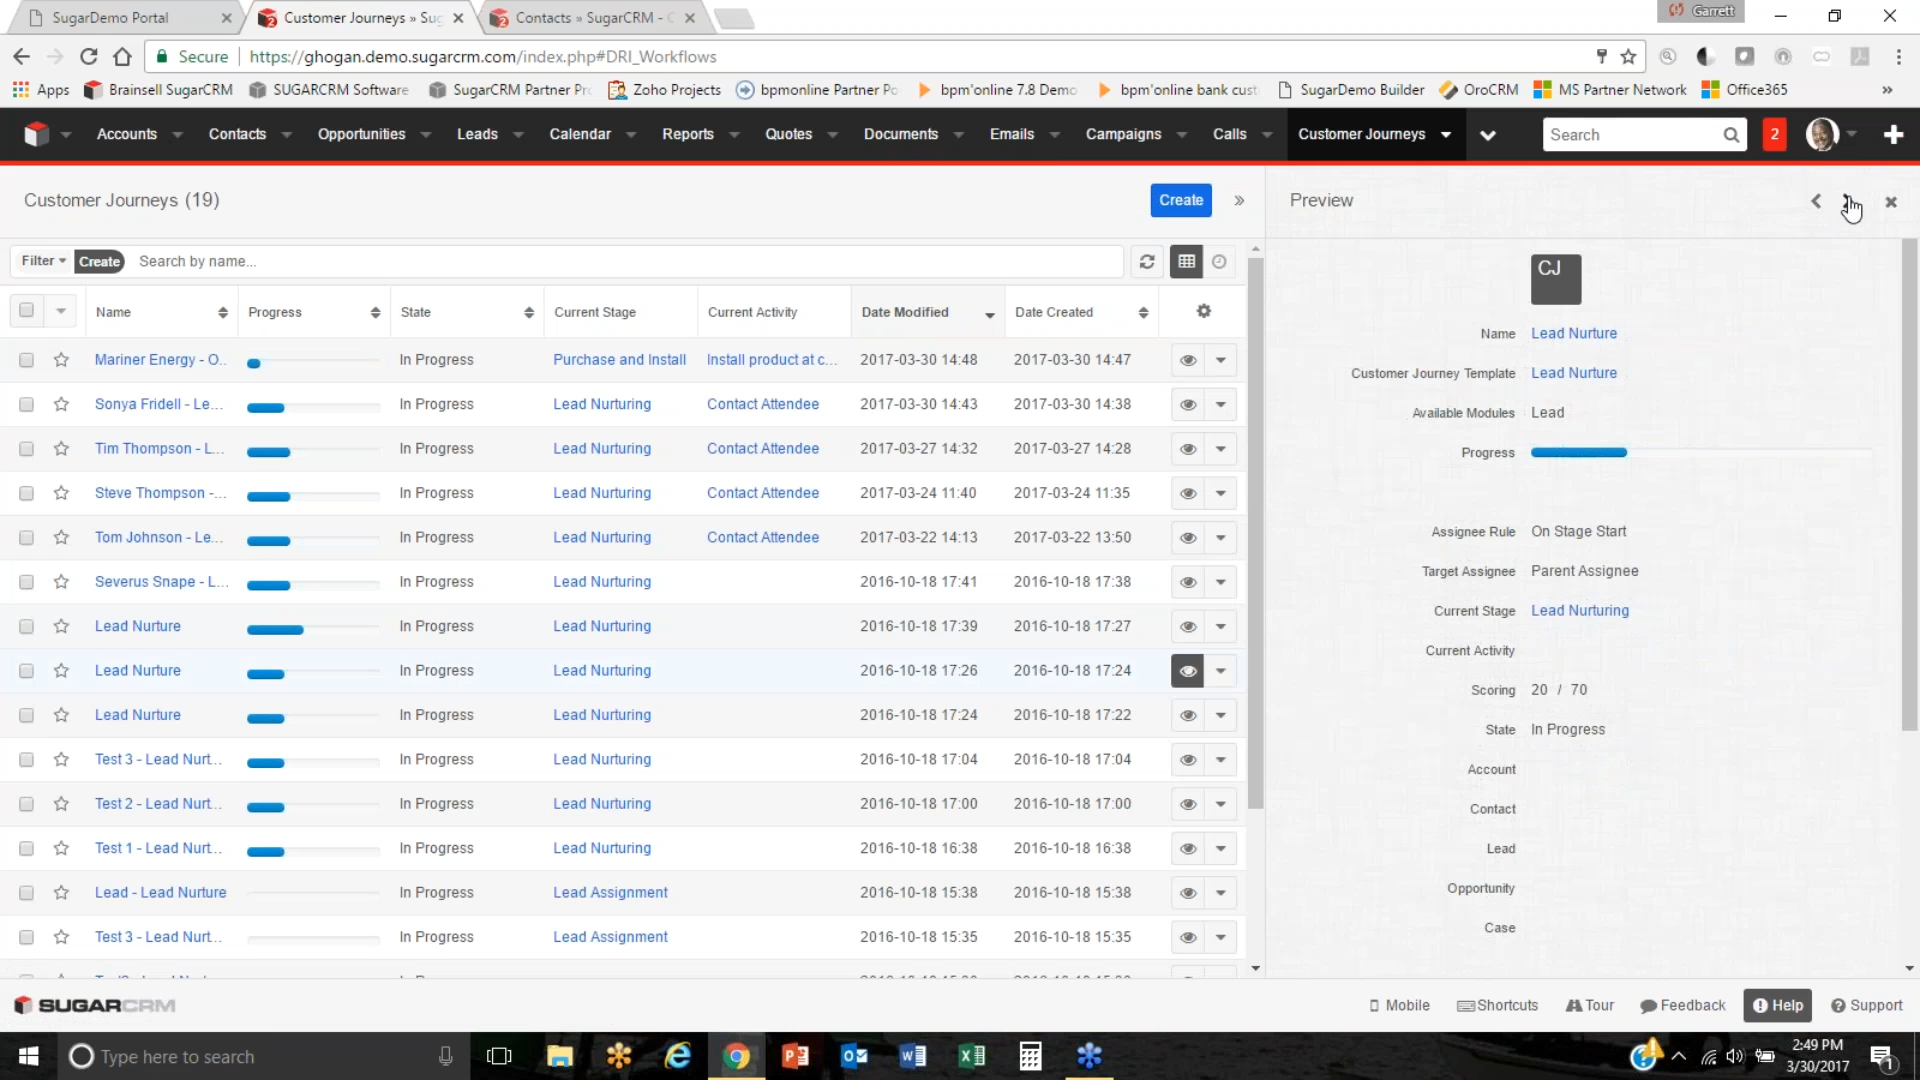 SugarDemo Portal
Customer Journeys » Sug
Contacts » SugarCRM - C
Garrett
Secure https://ghogan.demo.sugarcrm.com/index.php#DRI_Workflows
Apps Brainsell SugarCRM SUGARCRM Software SugarCRM Partner Pr Zoho Projects bpmonline Partner Po bpm'online 7.8 Demo bpm'online bank cust SugarDemo Builder OroCRM MS Partner Network Office365 »
Accounts Contacts Opportunities Leads Calendar Reports Quotes Documents Emails Campaigns Calls Customer Journeys Search 2
Customer Journeys (19) Create »
Filter Create Search by name...
Name Progress State Current Stage Current Activity Date Modified Date Created
Mariner Energy - O.. In Progress Purchase and Install Install product at c... 2017-03-30 14:48 2017-03-30 14:47
Sonya Fridell - Le... In Progress Lead Nurturing Contact Attendee 2017-03-30 14:43 2017-03-30 14:38
Tim Thompson - L... In Progress Lead Nurturing Contact Attendee 2017-03-27 14:32 2017-03-27 14:28
Steve Thompson -... In Progress Lead Nurturing Contact Attendee 2017-03-24 11:40 2017-03-24 11:35
Tom Johnson - Le... In Progress Lead Nurturing Contact Attendee 2017-03-22 14:13 2017-03-22 13:50
Severus Snape - L... In Progress Lead Nurturing 2016-10-18 17:41 2016-10-18 17:38
Lead Nurture In Progress Lead Nurturing 2016-10-18 17:39 2016-10-18 17:27
Lead Nurture In Progress Lead Nurturing 2016-10-18 17:26 2016-10-18 17:24
Lead Nurture In Progress Lead Nurturing 2016-10-18 17:24 2016-10-18 17:22
Test 3 - Lead Nurt... In Progress Lead Nurturing 2016-10-18 17:04 2016-10-18 17:04
Test 2 - Lead Nurt... In Progress Lead Nurturing 2016-10-18 17:00 2016-10-18 17:00
Test 1 - Lead Nurt... In Progress Lead Nurturing 2016-10-18 16:38 2016-10-18 16:38
Lead - Lead Nurture In Progress Lead Assignment 2016-10-18 15:38 2016-10-18 15:38
Test 3 - Lead Nurt... In Progress Lead Assignment 2016-10-18 15:35 2016-10-18 15:35
Preview
CJ
Name Lead Nurture
Customer Journey Template Lead Nurture
Available Modules Lead
Progress
Assignee Rule On Stage Start
Target Assignee Parent Assignee
Current Stage Lead Nurturing
Current Activity
Scoring 20 / 70
State In Progress
Account
Contact
Lead
Opportunity
Case
SUGARCRM Mobile Shortcuts Tour Feedback Help Support
Type here to search
2:49 PM
3/30/2017
1